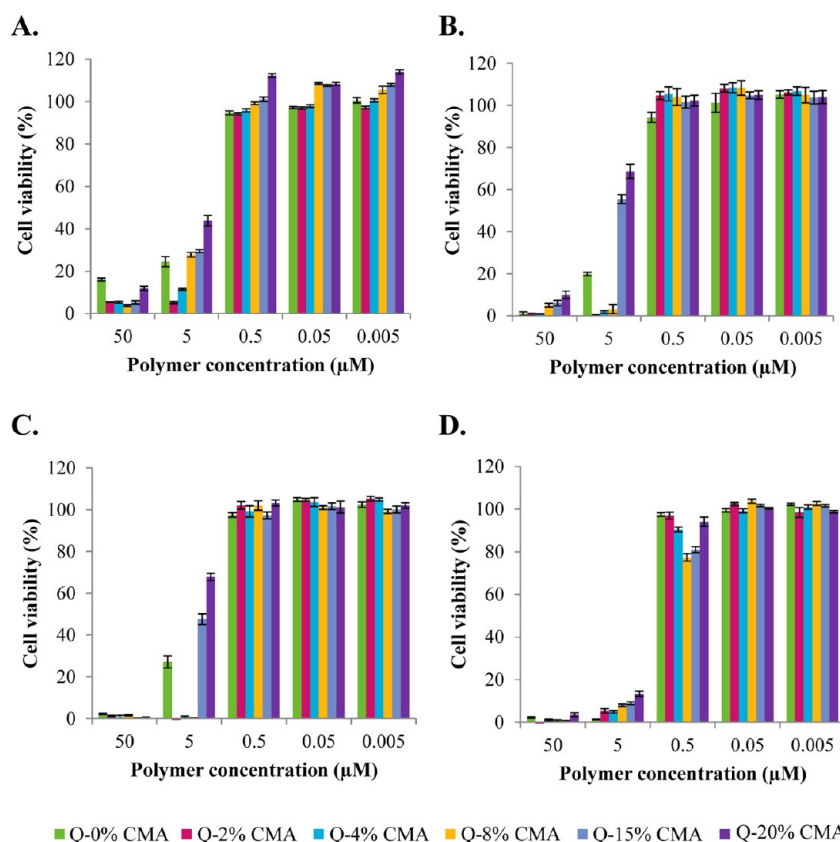 A.
120
100
80
60
40
20
0
Cell viability (%)
50 5 0.5 0.05 0.005
Polymer concentration (µM)
B.
120
100
80
60
40
20
0
Cell viability (%)
50 5 0.5 0.05 0.005
Polymer concentration (µM)
C.
120
100
80
60
40
20
0
Cell viability (%)
50 5 0.5 0.05 0.005
Polymer concentration (µM)
D.
120
100
80
60
40
20
0
Cell viability (%)
50 5 0.5 0.05 0.005
Polymer concentration (µM)
Q-0% CMA Q-2% CMA Q-4% CMA Q-8% CMA Q-15% CMA Q-20% CMA